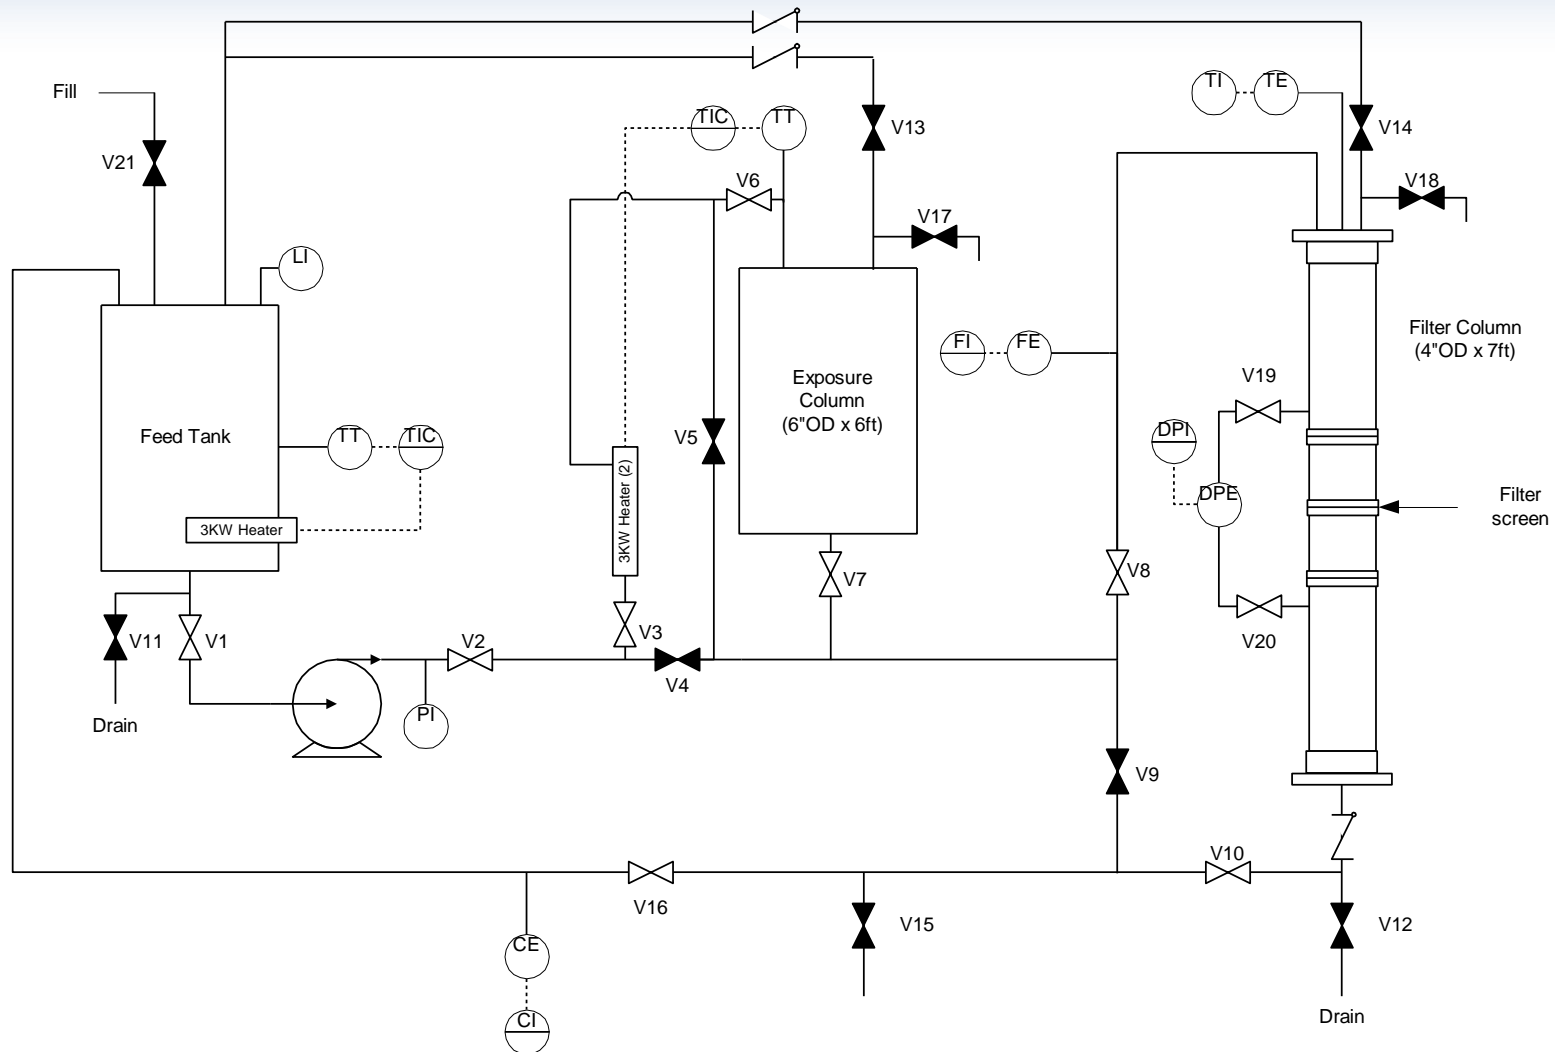 Fill
V21
LI
TIC
TT
V13
V6
V17
TI
TE
V14
V18
Feed Tank
TT
TIC
3KW Heater
3KW Heater (2)
V5
Exposure
Column
(6"OD x 6ft)
FI
FE
Filter Column
(4"OD x 7ft)
V19
DPI
DPE
Filter
screen
V20
V11
V1
V2
V3
V4
V7
V8
PI
Drain
V9
V10
V16
V15
V12
CE
CI
Drain